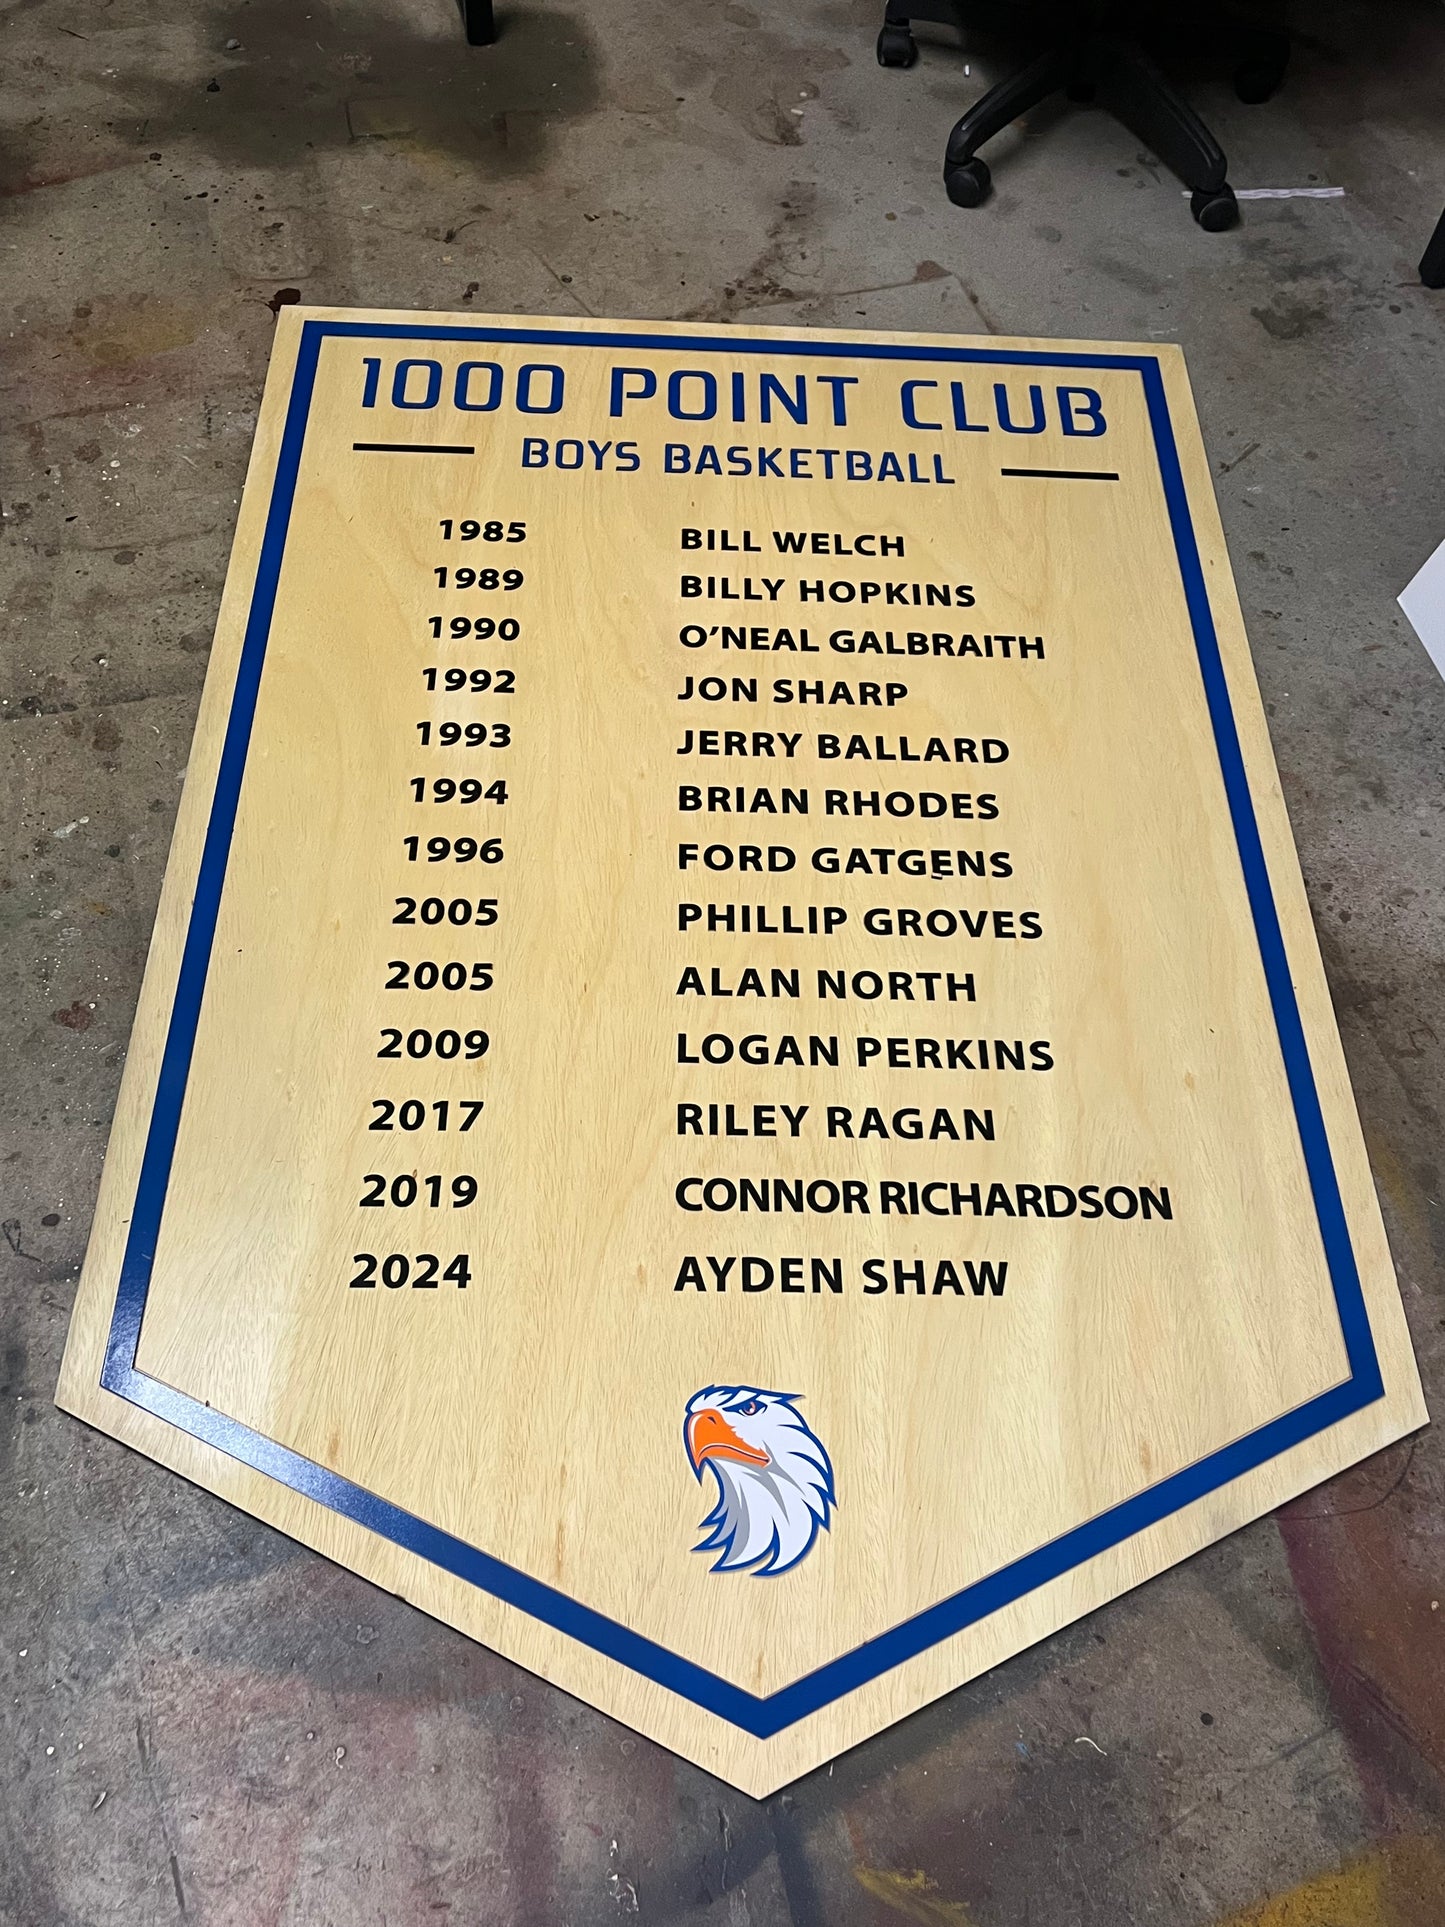 1000 POINT CLUB
BOYS BASKETBALL
1985 BILL WELCH
1989 BILLY HOPKINS
1990 O’NEAL GALBRAITH
1992 JON SHARP
1993 JERRY BALLARD
1994 BRIAN RHODES
1996 FORD GATGENS
2005 PHILLIP GROVES
2005 ALAN NORTH
2009 LOGAN PERKINS
2017 RILEY RAGAN
2019 CONNOR RICHARDSON
2024 AYDEN SHAW